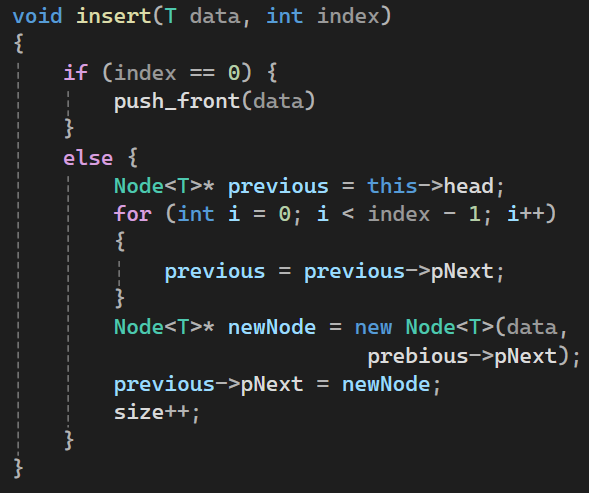 void insert(T data, int index)
{
    if (index == 0) {
        push_front(data)
    }
    else {
        Node<T>* previous = this->head;
        for (int i = 0; i < index - 1; i++)
        {
            previous = previous->pNext;
        }
        Node<T>* newNode = new Node<T>(data,
                            prebious->pNext);
        previous->pNext = newNode;
        size++;
    }
}